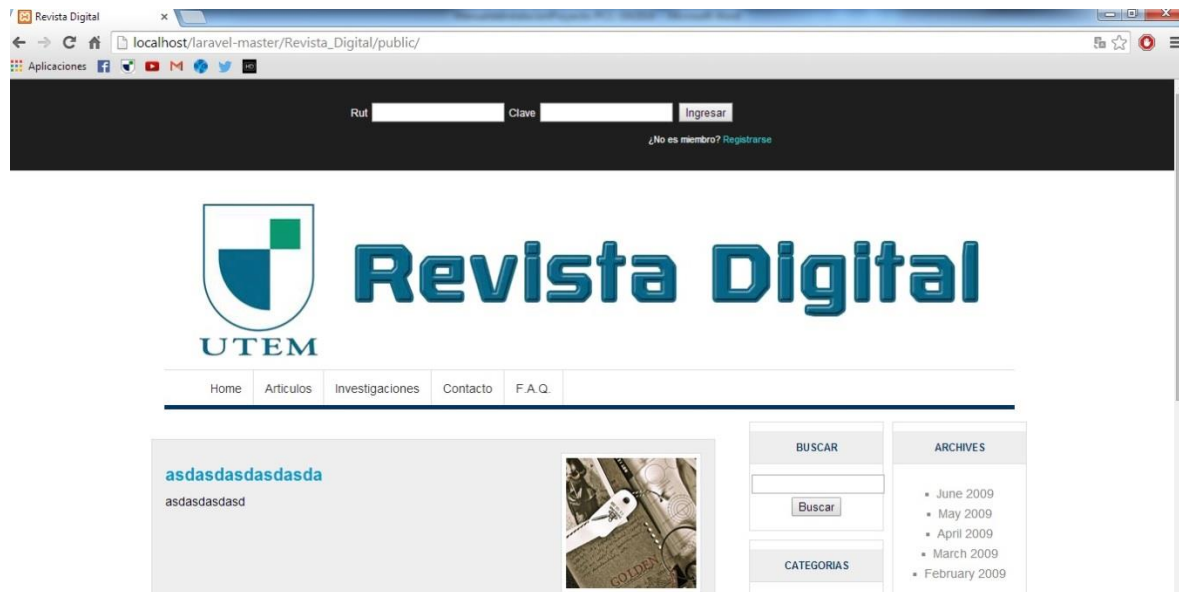 Revista Digital
localhost/laravel-master/Revista_Digital/public/
Aplicaciones
Rut
Clave
Ingresar
¿No es miembro? Registrarse
UTEM
Revista Digital
Home
Articulos
Investigaciones
Contacto
F.A.Q.
asdasdasdasdasda
asdasdasdasd
GOLDEN
BUSCAR
Buscar
CATEGORIAS
ARCHIVES
June 2009
May 2009
April 2009
March 2009
February 2009